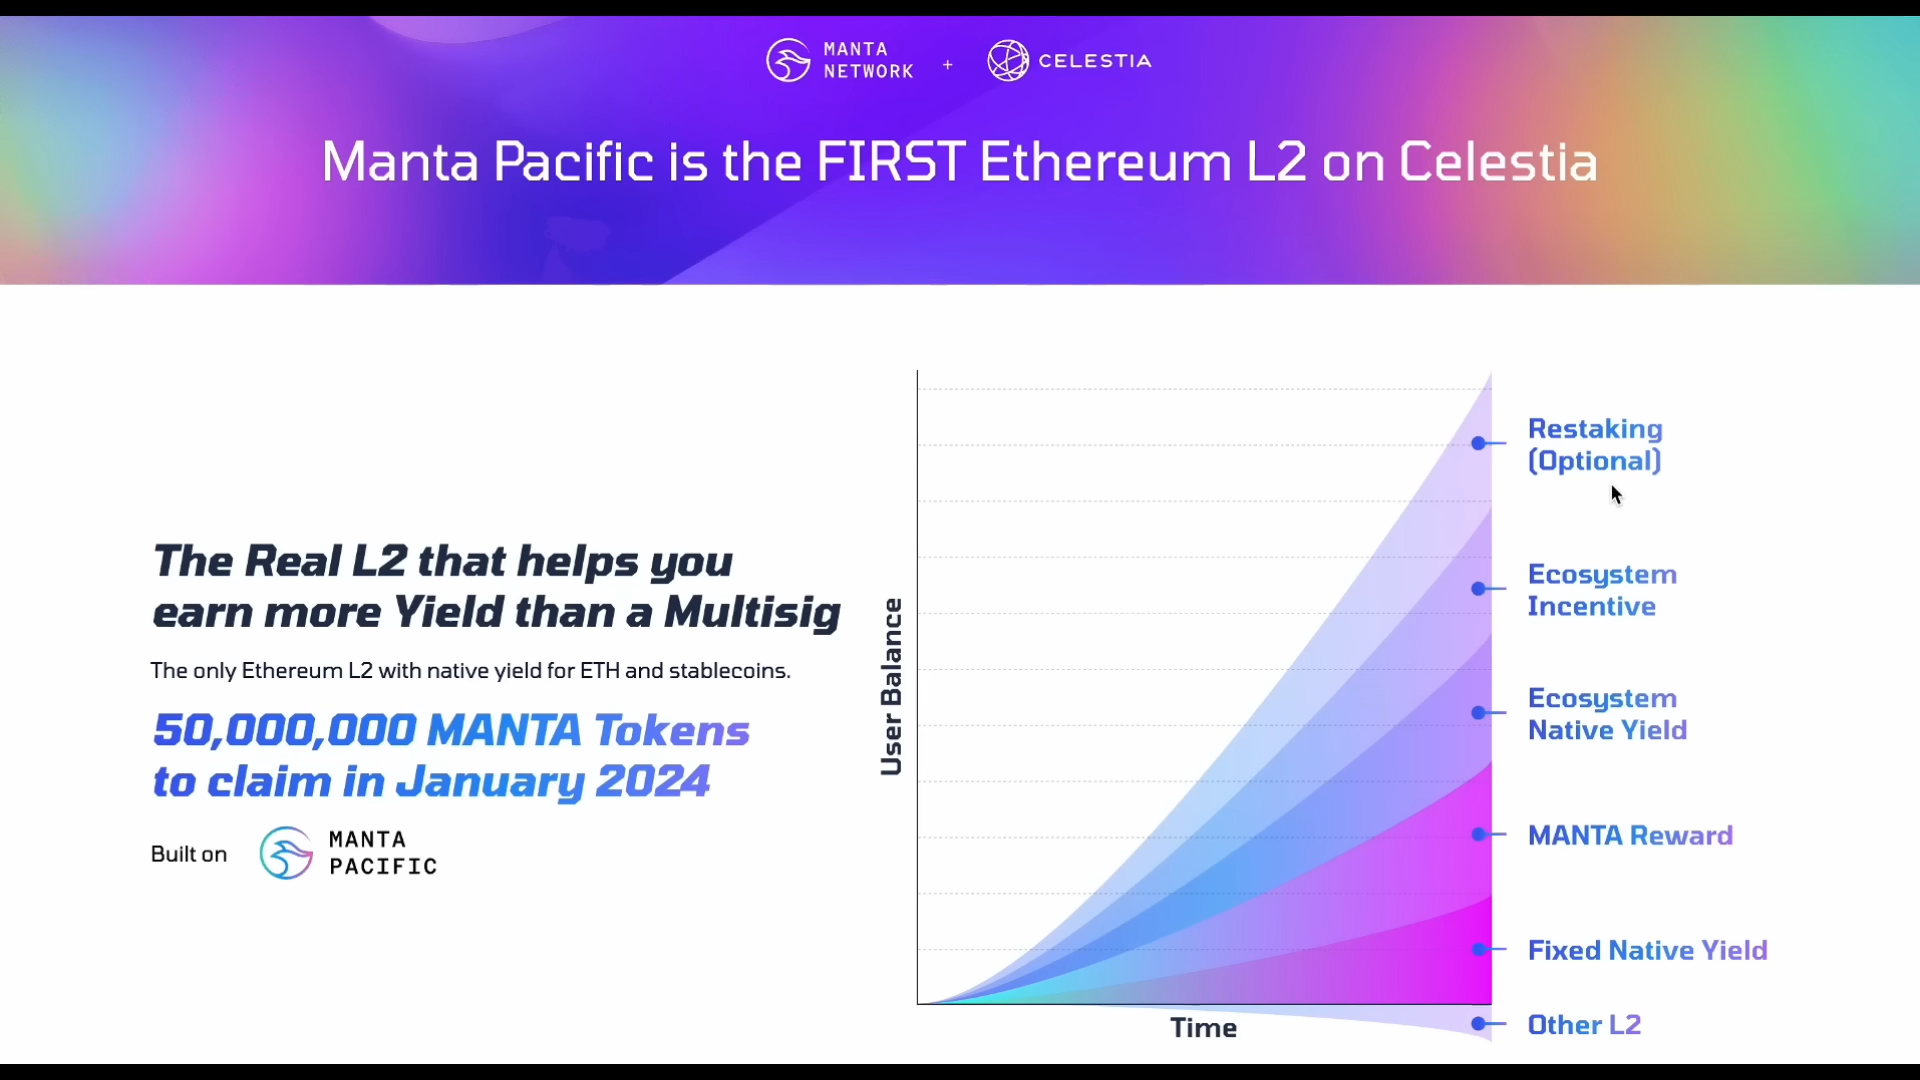 MANTA
NETWORK
+
CELESTIA
Manta Pacific is the FIRST Ethereum L2 on Celestia
The Real L2 that helps you
earn more Yield than a Multisig
The only Ethereum L2 with native yield for ETH and stablecoins.
50,000,000 MANTA Tokens
to claim in January 2024
Built on
MANTA
PACIFIC
User Balance
Time
Restaking
(Optional)
Ecosystem
Incentive
Ecosystem
Native Yield
MANTA Reward
Fixed Native Yield
Other L2